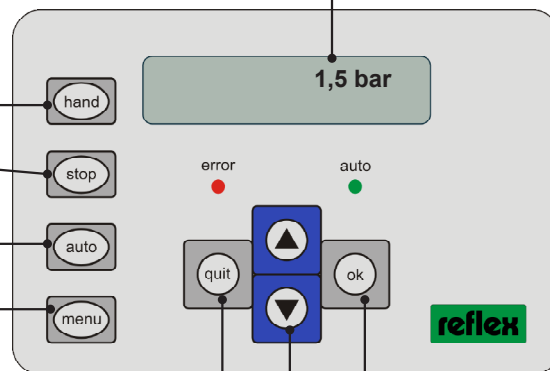 1,5 bar
hand
error
auto
stop
auto
quit
ok
menu
reflex